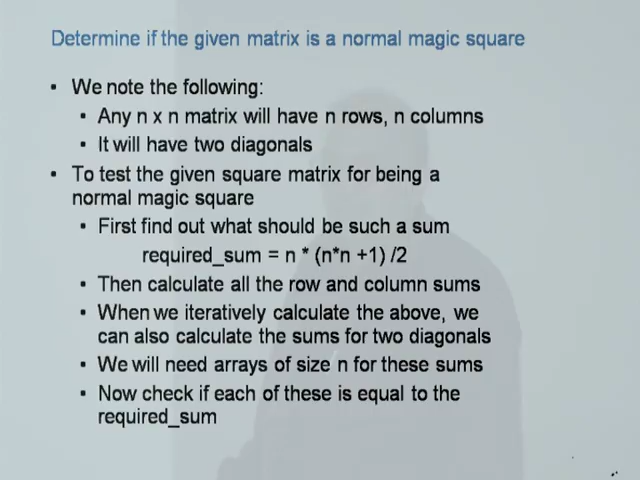 Determine if the given matrix is a normal magic square
• We note the following:
• Any n x n matrix will have n rows, n columns
• It will have two diagonals
• To test the given square matrix for being a
normal magic square
• First find out what should be such a sum
required_sum = n * (n*n +1) /2
• Then calculate all the row and column sums
• When we iteratively calculate the above, we
can also calculate the sums for two diagonals
• We will need arrays of size n for these sums
• Now check if each of these is equal to the
required_sum